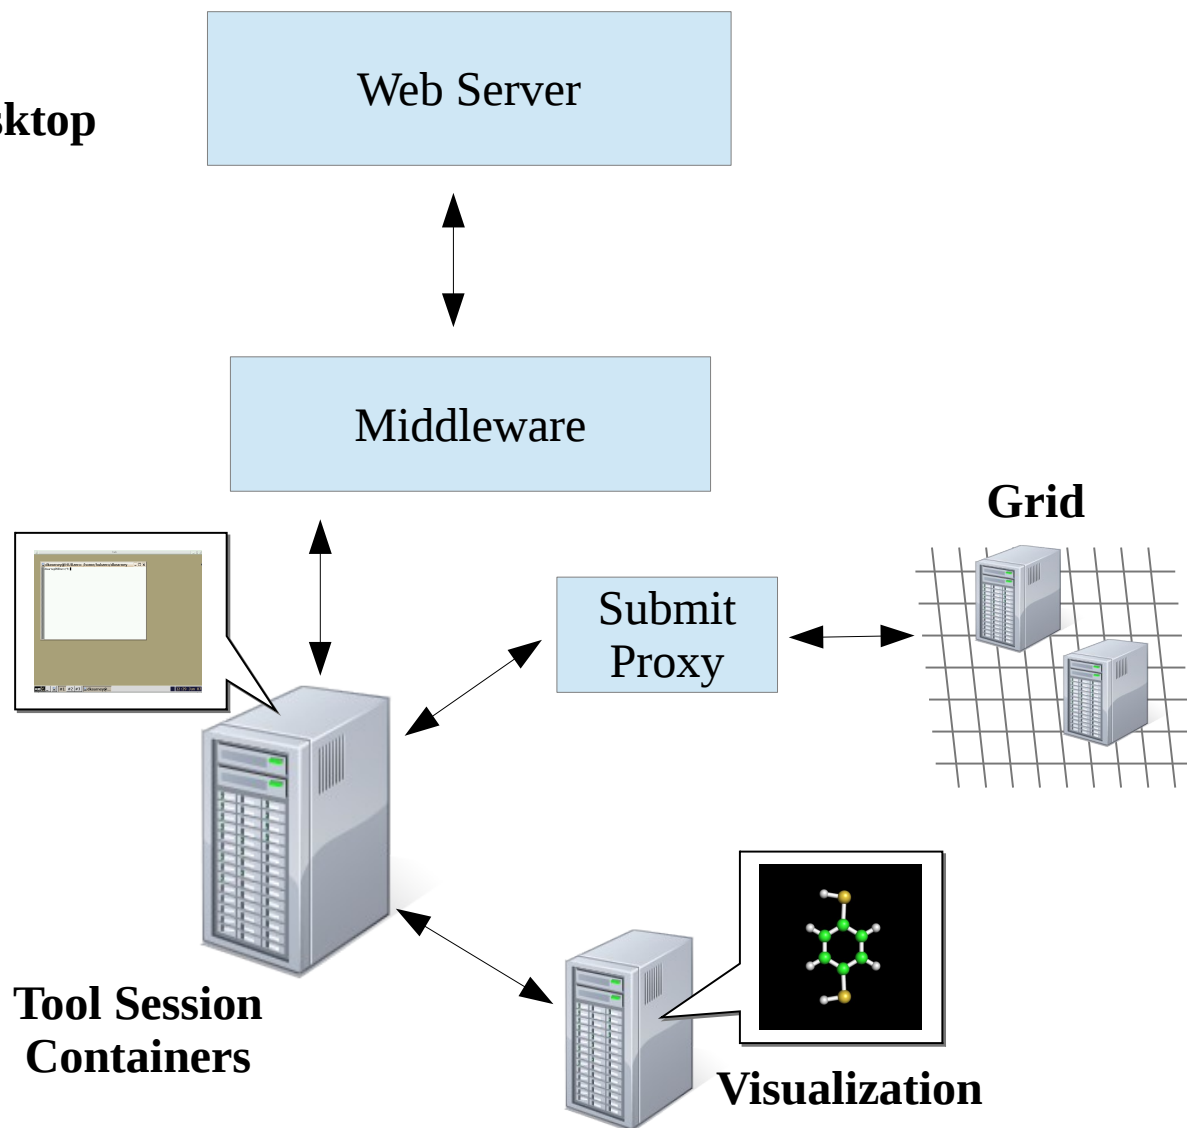 Web Server
sktop
Middleware
Grid
Submit
Proxy
Tool Session
Containers
Visualization